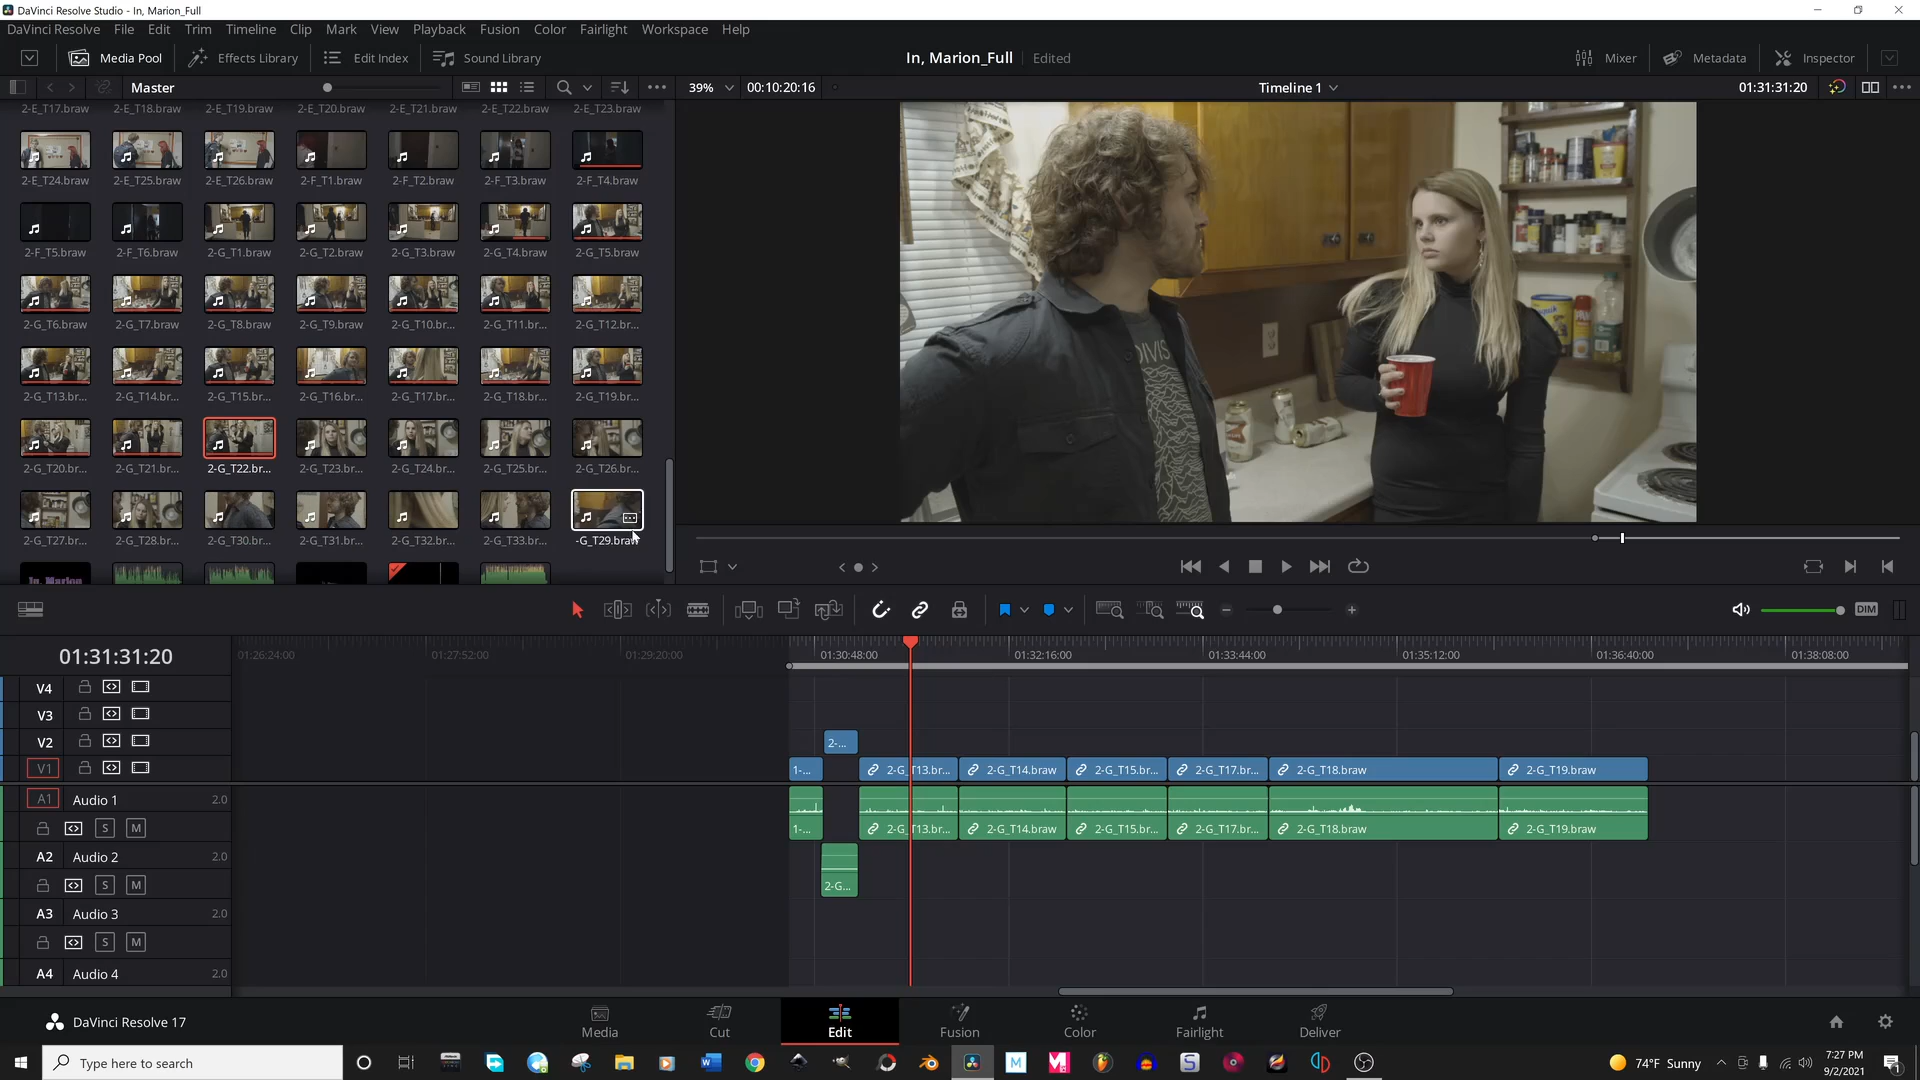 DaVinci Resolve Studio - In, Marion_Full
DaVinci Resolve File Edit Trim Timeline Clip Mark View Playback Fusion Color Fairlight Workspace Help
Media Pool Effects Library Edit Index Sound Library In, Marion_Full Edited Mixer Metadata Inspector
Master 39% 00:10:20:16 Timeline 1 01:31:31:20
2-E_T17.braw 2-E_T18.braw 2-E_T19.braw 2-E_T20.braw 2-E_T21.braw 2-E_T22.braw 2-E_T23.braw
2-E_T24.braw 2-E_T25.braw 2-E_T26.braw 2-F_T1.braw 2-F_T2.braw 2-F_T3.braw 2-F_T4.braw
2-F_T5.braw 2-F_T6.braw 2-G_T1.braw 2-G_T2.braw 2-G_T3.braw 2-G_T4.braw 2-G_T5.braw
2-G_T6.braw 2-G_T7.braw 2-G_T8.braw 2-G_T9.braw 2-G_T10.br... 2-G_T11.br... 2-G_T12.br...
2-G_T13.br... 2-G_T14.br... 2-G_T15.br... 2-G_T16.br... 2-G_T17.br... 2-G_T18.br... 2-G_T19.br...
2-G_T20.br... 2-G_T21.br... 2-G_T22.br... 2-G_T23.br... 2-G_T24.br... 2-G_T25.br... 2-G_T26.br...
2-G_T27.br... 2-G_T28.br... 2-G_T30.br... 2-G_T31.br... 2-G_T32.br... 2-G_T33.br... -G_T29.braw
In, Marion
DIVIS
DIM
01:31:31:20 01:26:24:00 01:27:52:00 01:29:20:00 01:30:48:00 01:32:16:00 01:33:44:00 01:35:12:00 01:36:40:00 01:38:08:00
V4
V3
V2 2-...
V1 1-... 2-G_T13.br... 2-G_T14.braw 2-G_T15.br... 2-G_T17.br... 2-G_T18.braw 2-G_T19.braw
A1 Audio 1 2.0
S M 1-... 2-G_T13.br... 2-G_T14.braw 2-G_T15.br... 2-G_T17.br... 2-G_T18.braw 2-G_T19.braw
A2 Audio 2 2.0
S M 2-G...
A3 Audio 3 2.0
S M
A4 Audio 4 2.0
DaVinci Resolve 17 Media Cut Edit Fusion Color Fairlight Deliver
Type here to search 74°F Sunny 7:27 PM
9/2/2021